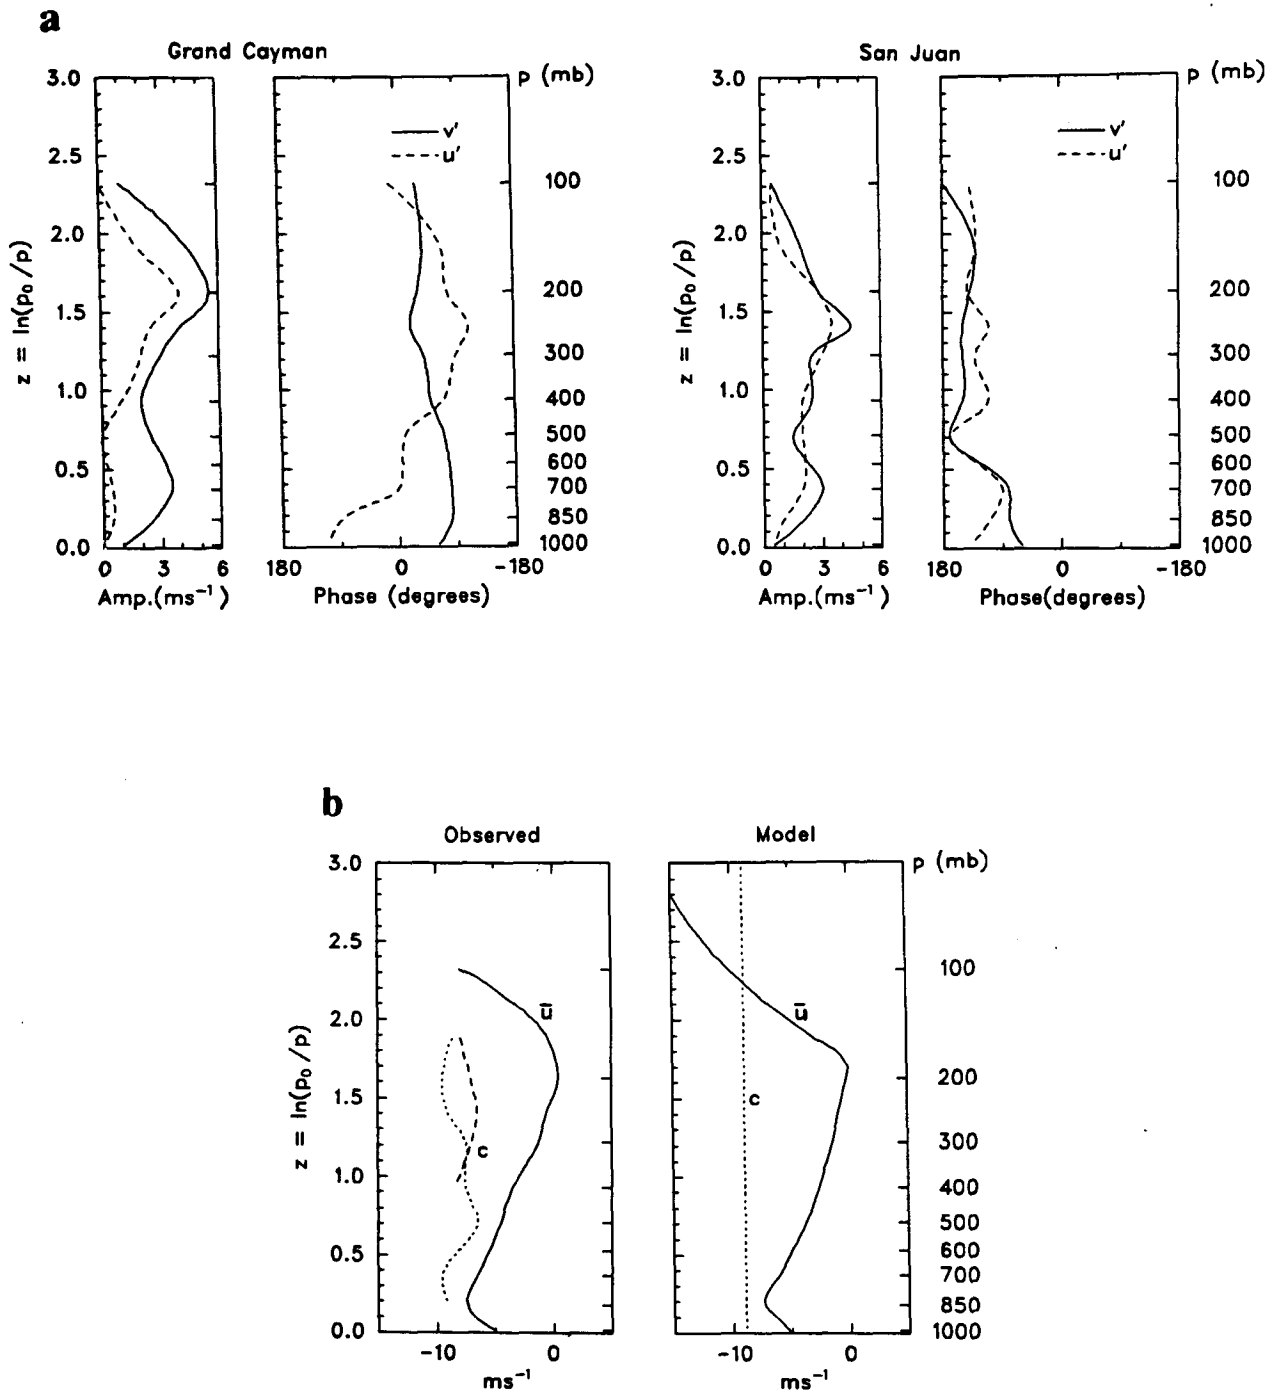 a
Grand Cayman
San Juan
p (mb)
p (mb)
3.0
2.5
2.0
1.5
1.0
0.5
0.0
z = ln(p₀/p)
v'
u'
100
200
300
400
500
600
700
850
1000
0 3 6
180 0 -180
Amp.(ms⁻¹)
Phase (degrees)
3.0
2.5
2.0
1.5
1.0
0.5
0.0
z = ln(p₀/p)
v'
u'
100
200
300
400
500
600
700
850
1000
0 3 6
180 0 -180
Amp.(ms⁻¹)
Phase(degrees)
b
Observed
Model
p (mb)
3.0
2.5
2.0
1.5
1.0
0.5
0.0
z = ln(p₀/p)
ū
c
ū
c
100
200
300
400
500
600
700
850
1000
-10 0
-10 0
ms⁻¹
ms⁻¹